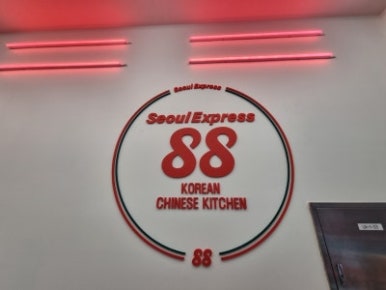 Seoul Express
Seoul Express
88
KOREAN
CHINESE KITCHEN
88